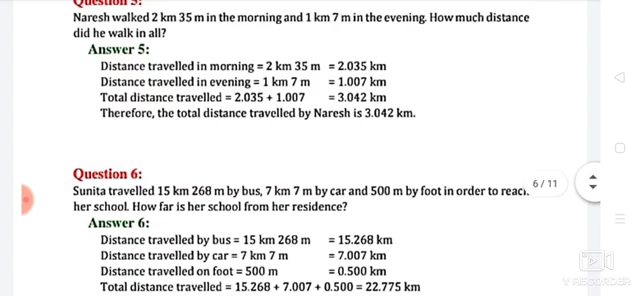 Question 5:
Naresh walked 2 km 35 m in the morning and 1 km 7 m in the evening. How much distance
did he walk in all?
Answer 5:
Distance travelled in morning = 2 km 35 m = 2.035 km
Distance travelled in evening = 1 km 7 m = 1.007 km
Total distance travelled = 2.035 + 1.007 = 3.042 km
Therefore, the total distance travelled by Naresh is 3.042 km.
Question 6:
6 / 11
Sunita travelled 15 km 268 m by bus, 7 km 7 m by car and 500 m by foot in order to reach
her school. How far is her school from her residence?
Answer 6:
Distance travelled by bus = 15 km 268 m = 15.268 km
Distance travelled by car = 7 km 7 m = 7.007 km
Distance travelled on foot = 500 m = 0.500 km
Total distance travelled = 15.268 + 7.007 + 0.500 = 22.775 km
V RECORDER